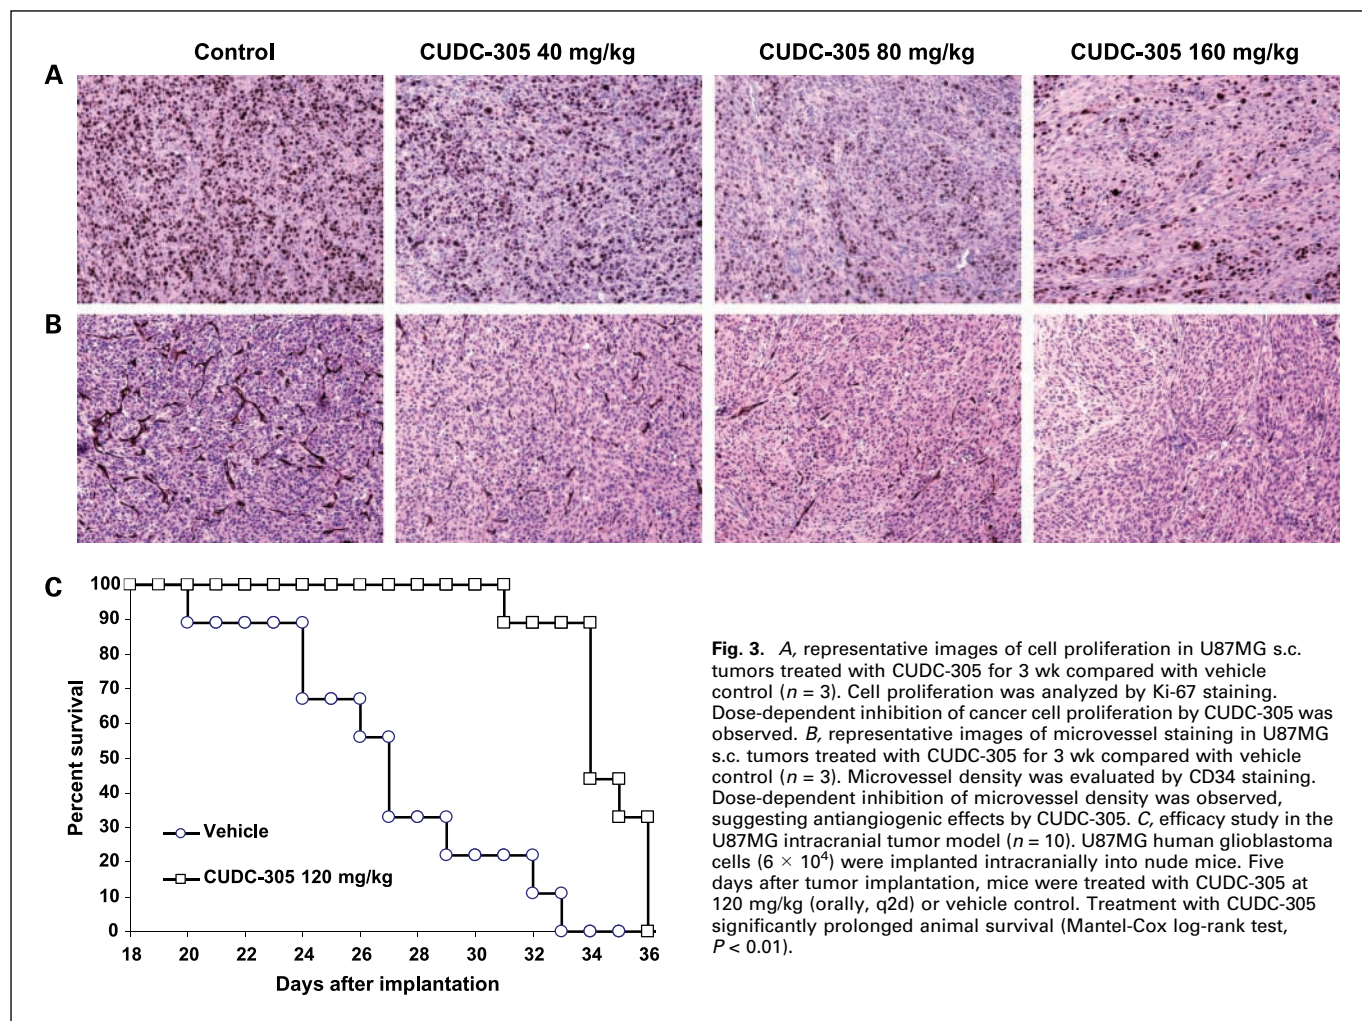 Control
CUDC-305 40 mg/kg
CUDC-305 80 mg/kg
CUDC-305 160 mg/kg
A
B
C
100
90
80
70
60
50
40
30
20
10
0
Percent survival
Vehicle
CUDC-305 120 mg/kg
18 20 22 24 26 28 30 32 34 36
Days after implantation
Fig. 3. A, representative images of cell proliferation in U87MG s.c.
tumors treated with CUDC-305 for 3 wk compared with vehicle
control (n = 3). Cell proliferation was analyzed by Ki-67 staining.
Dose-dependent inhibition of cancer cell proliferation by CUDC-305 was
observed. B, representative images of microvessel staining in U87MG
s.c. tumors treated with CUDC-305 for 3 wk compared with vehicle
control (n = 3). Microvessel density was evaluated by CD34 staining.
Dose-dependent inhibition of microvessel density was observed,
suggesting antiangiogenic effects by CUDC-305. C, efficacy study in the
U87MG intracranial tumor model (n = 10). U87MG human glioblastoma
cells (6 × 10⁴) were implanted intracranially into nude mice. Five
days after tumor implantation, mice were treated with CUDC-305 at
120 mg/kg (orally, q2d) or vehicle control. Treatment with CUDC-305
significantly prolonged animal survival (Mantel-Cox log-rank test,
P < 0.01).